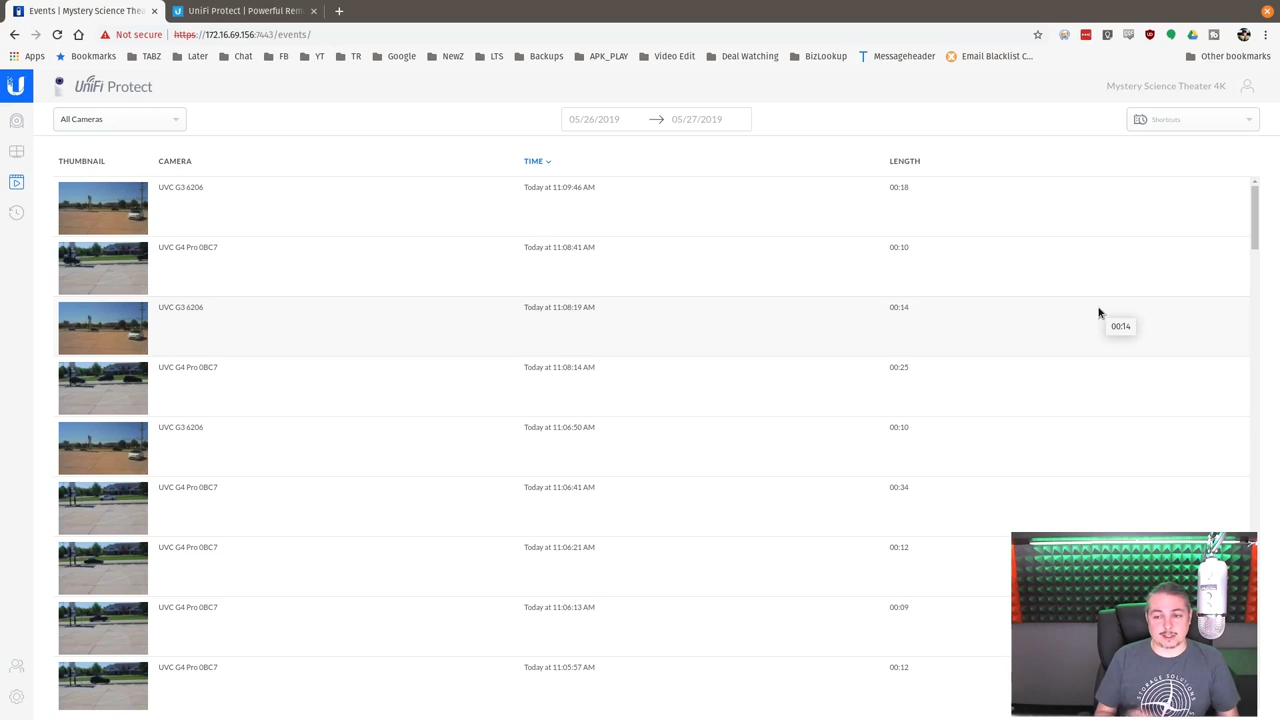 Events | Mystery Science Thea
UniFi Protect | Powerful Rem
Not secure
https://172.16.69.156:7443/events/
Apps
Bookmarks
TABZ
Later
Chat
FB
YT
TR
Google
NewZ
LTS
Backups
APK_PLAY
Video Edit
Deal Watching
BizLookup
Messageheader
Email Blacklist C...
Other bookmarks
UniFi Protect
Mystery Science Theater 4K
All Cameras
05/26/2019
05/27/2019
Shortcuts
THUMBNAIL CAMERA TIME LENGTH
UVC G3 6206 Today at 11:09:46 AM 00:18
UVC G4 Pro 0BC7 Today at 11:08:41 AM 00:10
UVC G3 6206 Today at 11:08:19 AM 00:14
00:14
UVC G4 Pro 0BC7 Today at 11:08:14 AM 00:25
UVC G3 6206 Today at 11:06:50 AM 00:10
UVC G4 Pro 0BC7 Today at 11:06:41 AM 00:34
UVC G4 Pro 0BC7 Today at 11:06:21 AM 00:12
UVC G4 Pro 0BC7 Today at 11:06:13 AM 00:09
UVC G4 Pro 0BC7 Today at 11:05:57 AM 00:12
STORAGE SOLUTIONS